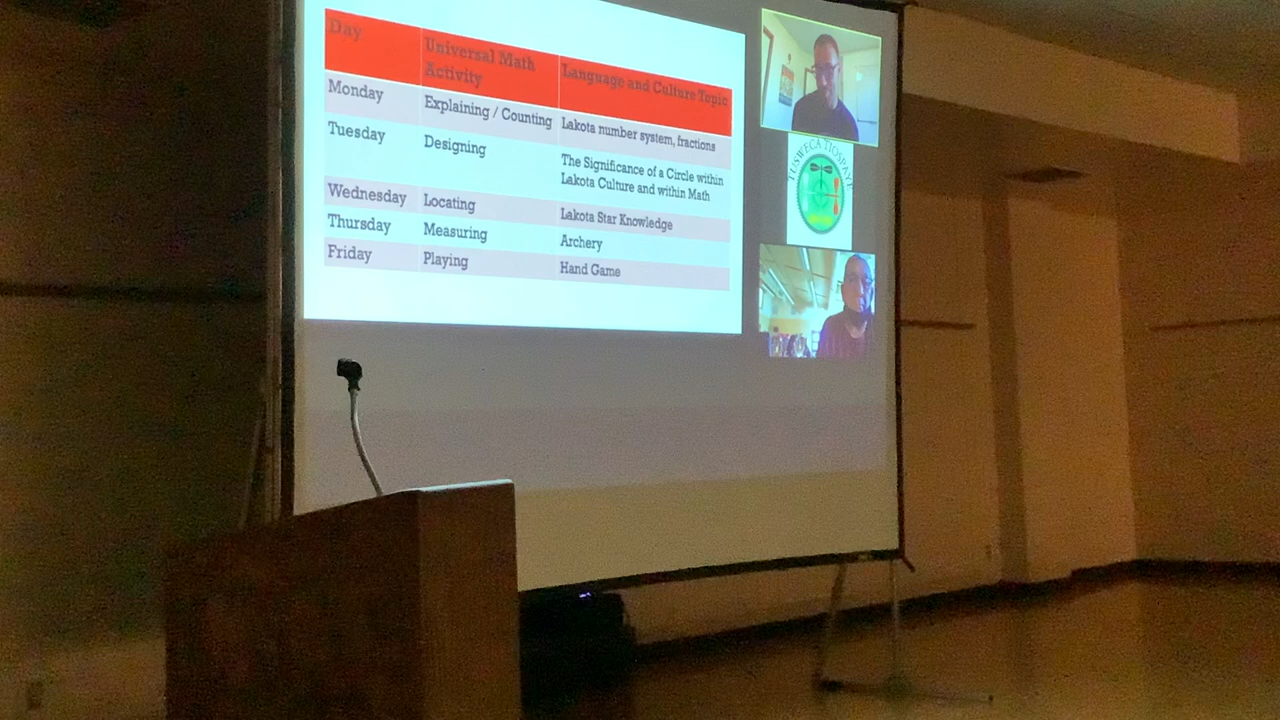 Day
Universal Math
Activity
Language and Culture Topic
Monday
Explaining / Counting
Lakota number system, fractions
Tuesday
Designing
The Significance of a Circle within
Lakota Culture and within Math
Wednesday
Locating
Lakota Star Knowledge
Thursday
Measuring
Archery
Friday
Playing
Hand Game
TUSWECA TIOSPAYE